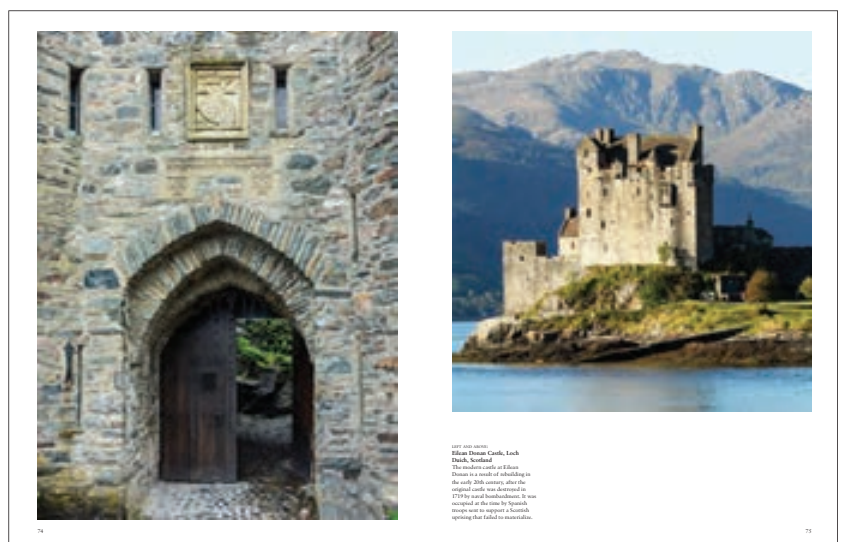 LEFT AND ABOVE:
Eilean Donan Castle, Loch
Duich, Scotland
The modern castle at Eilean
Donan is a result of rebuilding in
the early 20th century, after the
original castle was destroyed in
1719 by naval bombardment. It was
occupied at the time by Spanish
troops sent to support a Scottish
uprising that failed to materialise.
74
75